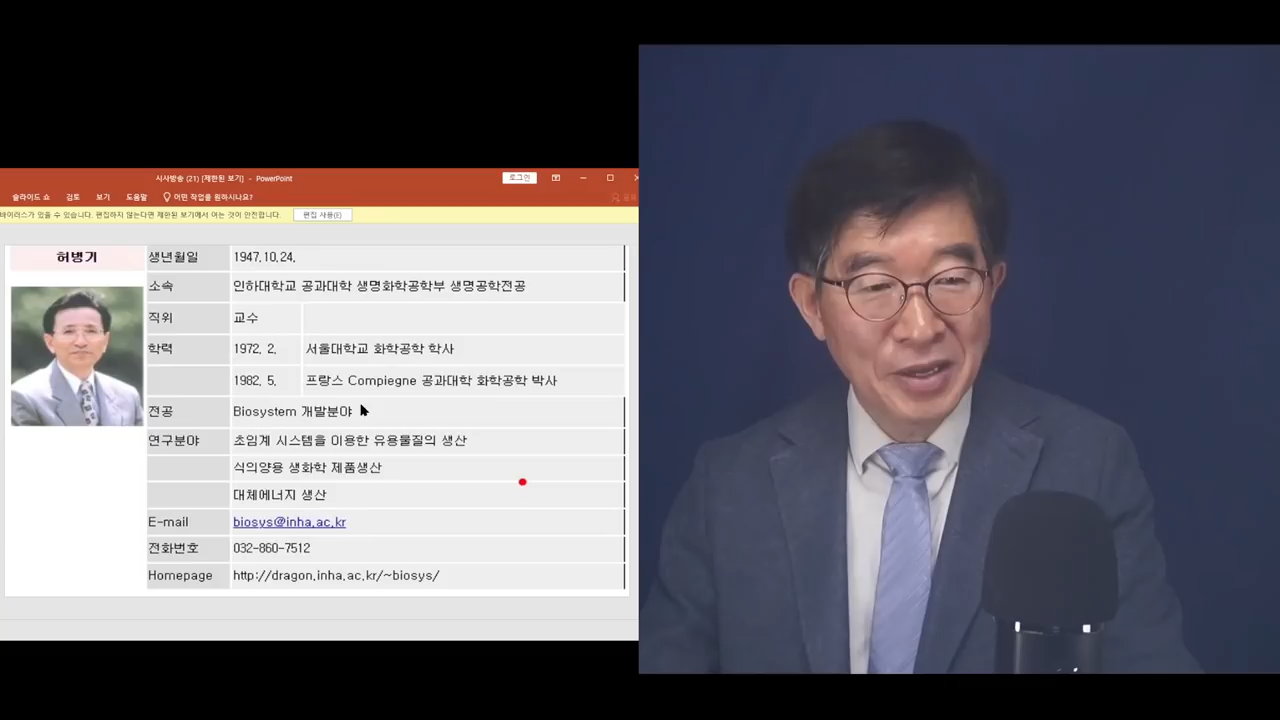 시사방송 (21) [제한된 보기] - PowerPoint
로그인
슬라이드 쇼 검토 보기 도움말 어떤 작업을 원하시나요?
바이러스가 있을 수 있습니다. 편집하지 않는다면 제한된 보기에서 여는 것이 안전합니다. 편집 사용(E)
허병기
생년월일 1947.10.24.
소속 인하대학교 공과대학 생명화학공학부 생명공학전공
직위 교수
학력 1972. 2. 서울대학교 화학공학 학사
1982. 5. 프랑스 Compiegne 공과대학 화학공학 박사
전공 Biosystem 개발분야
연구분야 초임계 시스템을 이용한 유용물질의 생산
식의양용 생화학 제품생산
대체에너지 생산
E-mail biosys@inha.ac.kr
전화번호 032-860-7512
Homepage http://dragon.inha.ac.kr/~biosys/